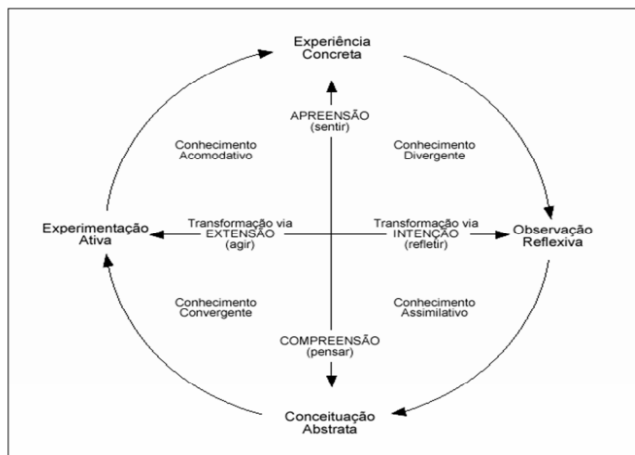 Experiência
Concreta
APREENSÃO
(sentir)
Conhecimento
Acomodativo
Conhecimento
Divergente
Experimentação
Ativa
Transformação via
EXTENSÃO
(agir)
Transformação via
INTENÇÃO
(refletir)
Observação
Reflexiva
Conhecimento
Convergente
Conhecimento
Assimilativo
COMPREENSÃO
(pensar)
Conceituação
Abstrata